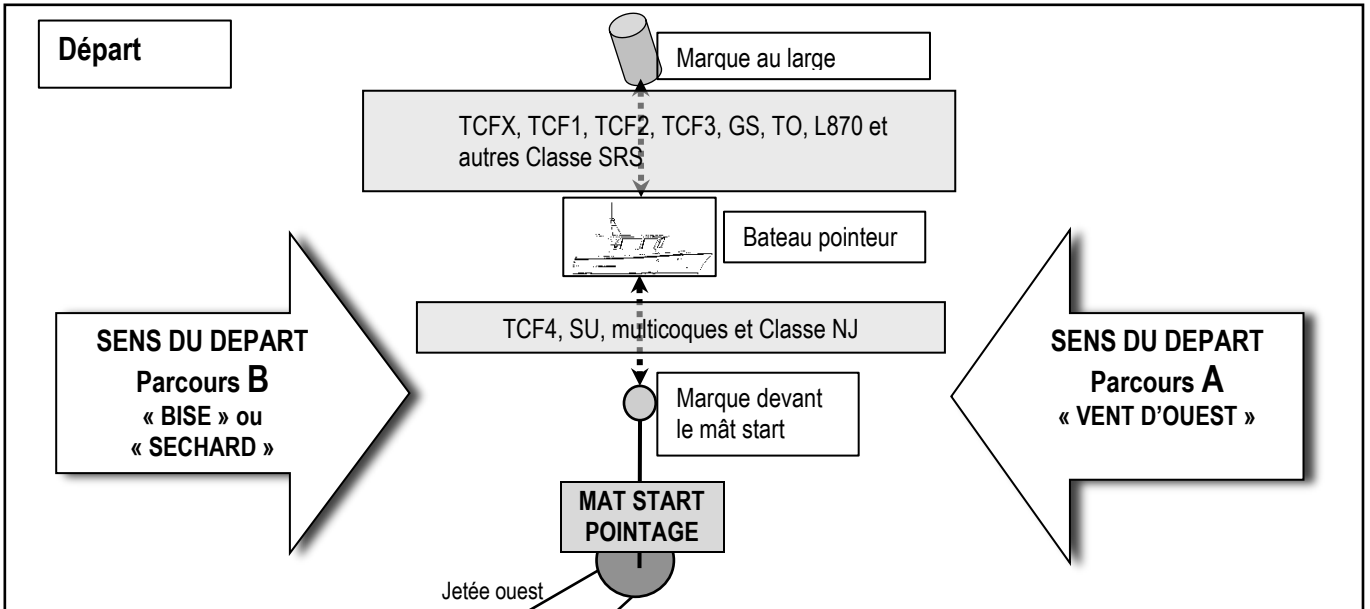 Départ
Marque au large
TCFX, TCF1, TCF2, TCF3, GS, TO, L870 et
autres Classe SRS
Bateau pointeur
TCF4, SU, multicoques et Classe NJ
SENS DU DEPART
Parcours B
« BISE » ou
« SECHARD »
SENS DU DEPART
Parcours A
« VENT D’OUEST »
Marque devant
le mât start
MAT START
POINTAGE
Jetée ouest